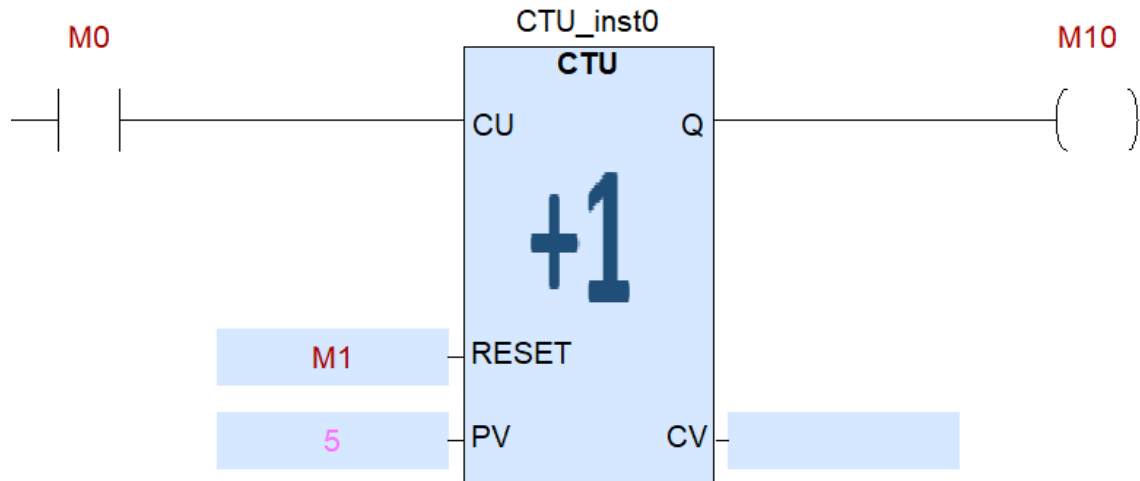 CTU_inst0
M0
M10
CTU
CU
Q
+1
M1
RESET
5
PV
CV